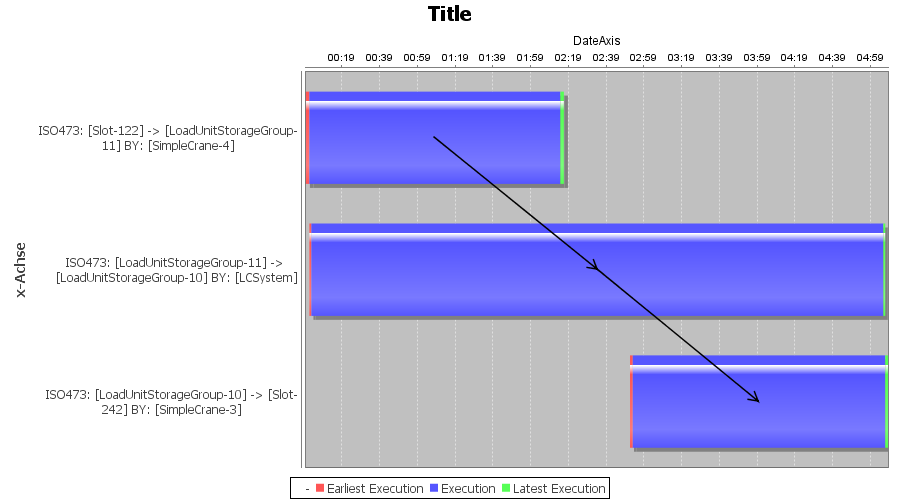 Title
DateAxis
00:19 00:39 00:59 01:19 01:39 01:59 02:19 02:39 02:59 03:19 03:39 03:59 04:19 04:39 04:59
ISO473: [Slot-122] -> [LoadUnitStorageGroup-
11] BY: [SimpleCrane-4]
x-Achse
ISO473: [LoadUnitStorageGroup-11] ->
[LoadUnitStorageGroup-10] BY: [LCSystem]
ISO473: [LoadUnitStorageGroup-10] -> [Slot-
242] BY: [SimpleCrane-3]
- Earliest Execution Execution Latest Execution